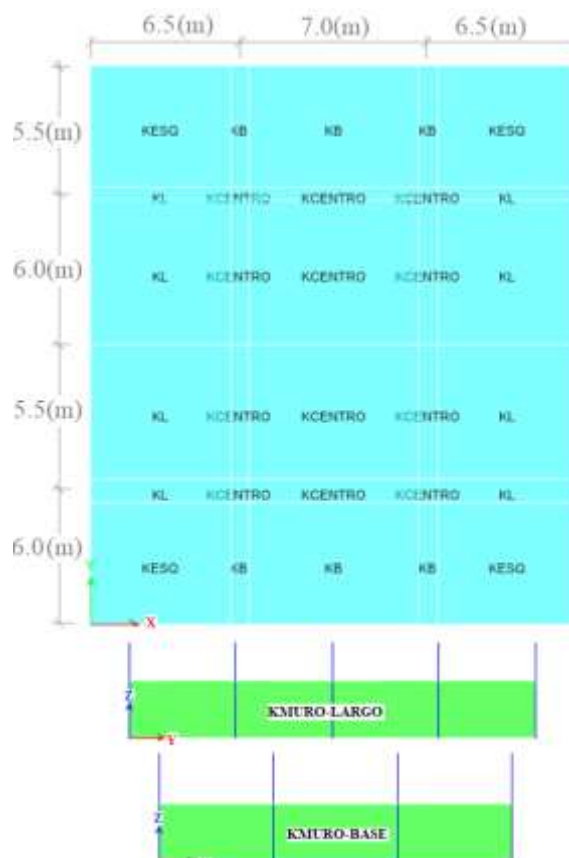 6.5(m) 7.0(m) 6.5(m)
5.5(m) KESQ KB KB KB KESQ
KL KCENTRO KCENTRO KCENTRO KL
6.0(m) KL KCENTRO KCENTRO KCENTRO KL
5.5(m) KL KCENTRO KCENTRO KCENTRO KL
KL KCENTRO KCENTRO KCENTRO KL
6.0(m) KESQ KB KB KB KESQ
Y
X
Z KMURO-LARGO
Y
Z KMURO-BASE